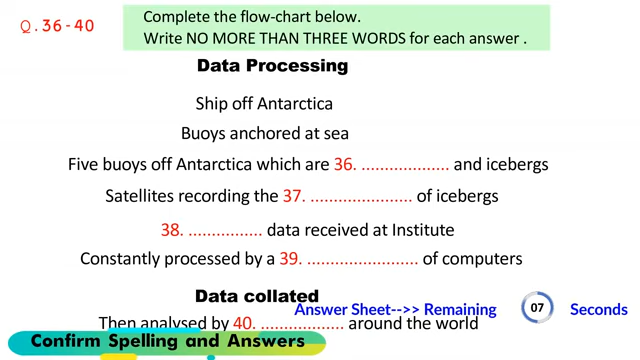 Q.36-40
Complete the flow-chart below.
Write NO MORE THAN THREE WORDS for each answer .
Data Processing
Ship off Antarctica
Buoys anchored at sea
Five buoys off Antarctica which are 36. .................... and icebergs
Satellites recording the 37. ...................... of icebergs
38. ................ data received at Institute
Constantly processed by a 39. ........................ of computers
Data collated
Answer Sheet-->> Remaining 07 Seconds
Then analysed by 40. .................. around the world
Confirm Spelling and Answers